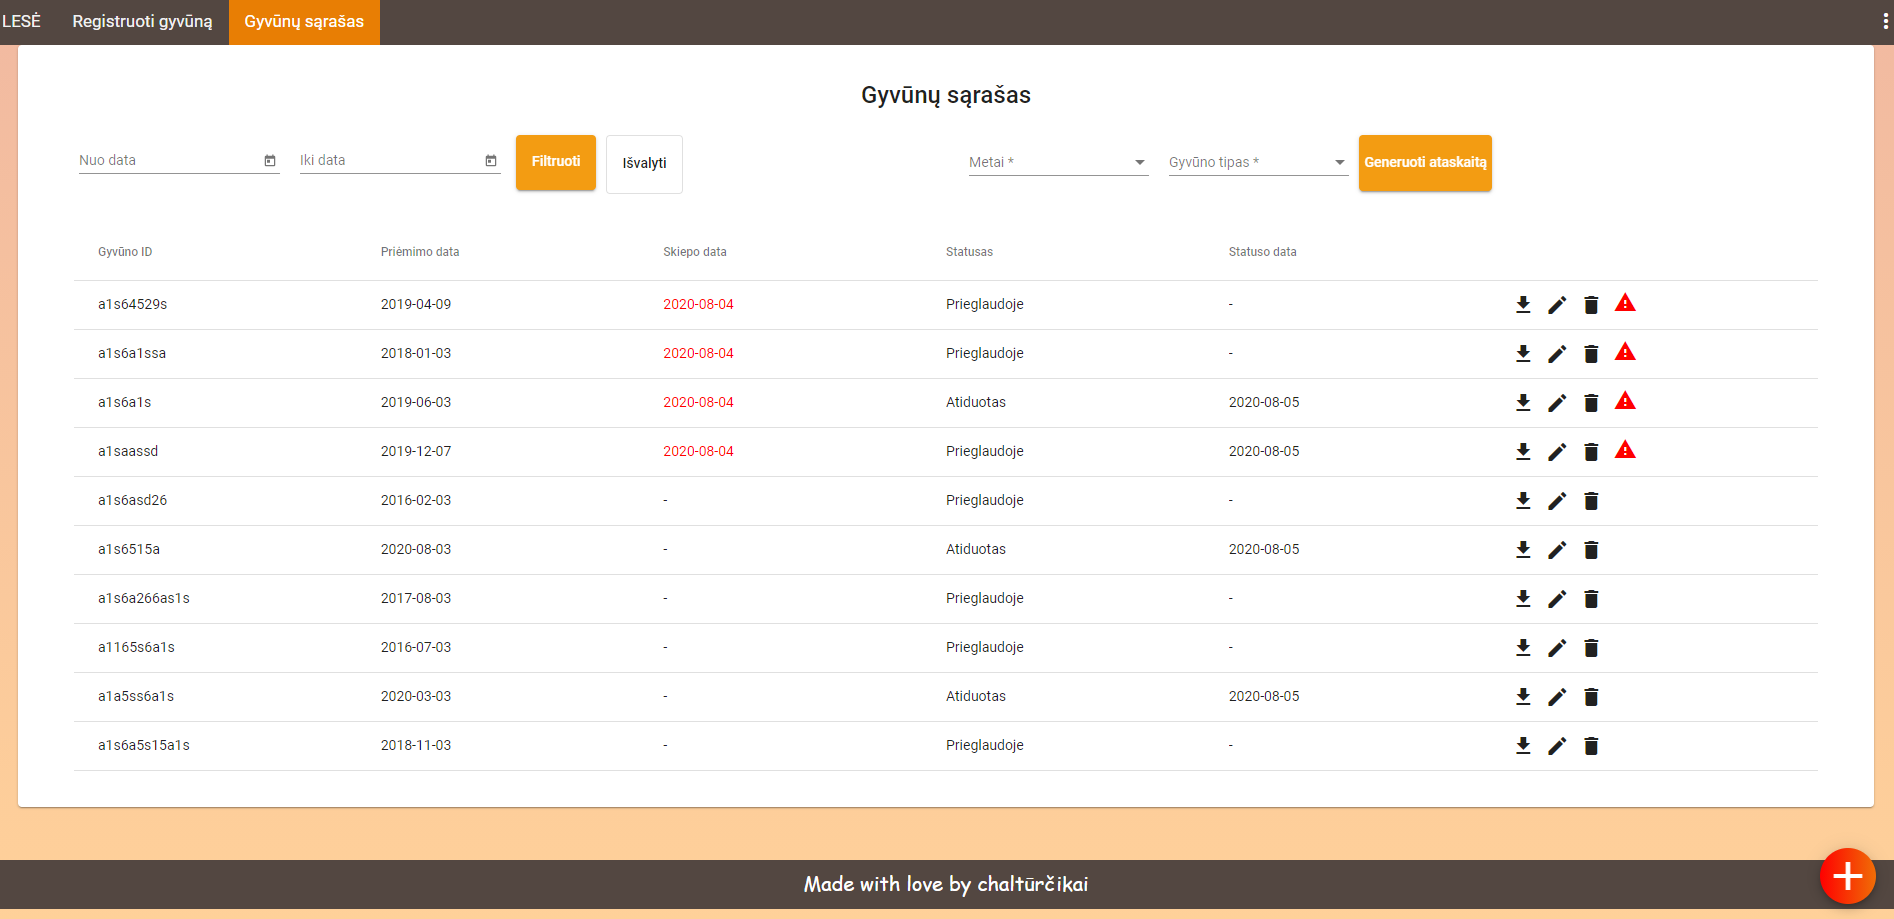 LESĖ Registruoti gyvūną Gyvūnų sąrašas
Gyvūnų sąrašas
Nuo data Iki data Filtruoti Išvalyti Metai * Gyvūno tipas * Generuoti ataskaitą
Gyvūno ID Priėmimo data Skiepo data Statusas Statuso data
a1s64529s 2019-04-09 2020-08-04 Prieglaudoje -
a1s6a1ssa 2018-01-03 2020-08-04 Prieglaudoje -
a1s6a1s 2019-06-03 2020-08-04 Atiduotas 2020-08-05
a1saassd 2019-12-07 2020-08-04 Prieglaudoje 2020-08-05
a1s6asd26 2016-02-03 - Prieglaudoje -
a1s6515a 2020-08-03 - Atiduotas 2020-08-05
a1s6a266as1s 2017-08-03 - Prieglaudoje -
a1165s6a1s 2016-07-03 - Prieglaudoje -
a1a5ss6a1s 2020-03-03 - Atiduotas 2020-08-05
a1s6a5s15a1s 2018-11-03 - Prieglaudoje -
Made with love by chaltūrčikai